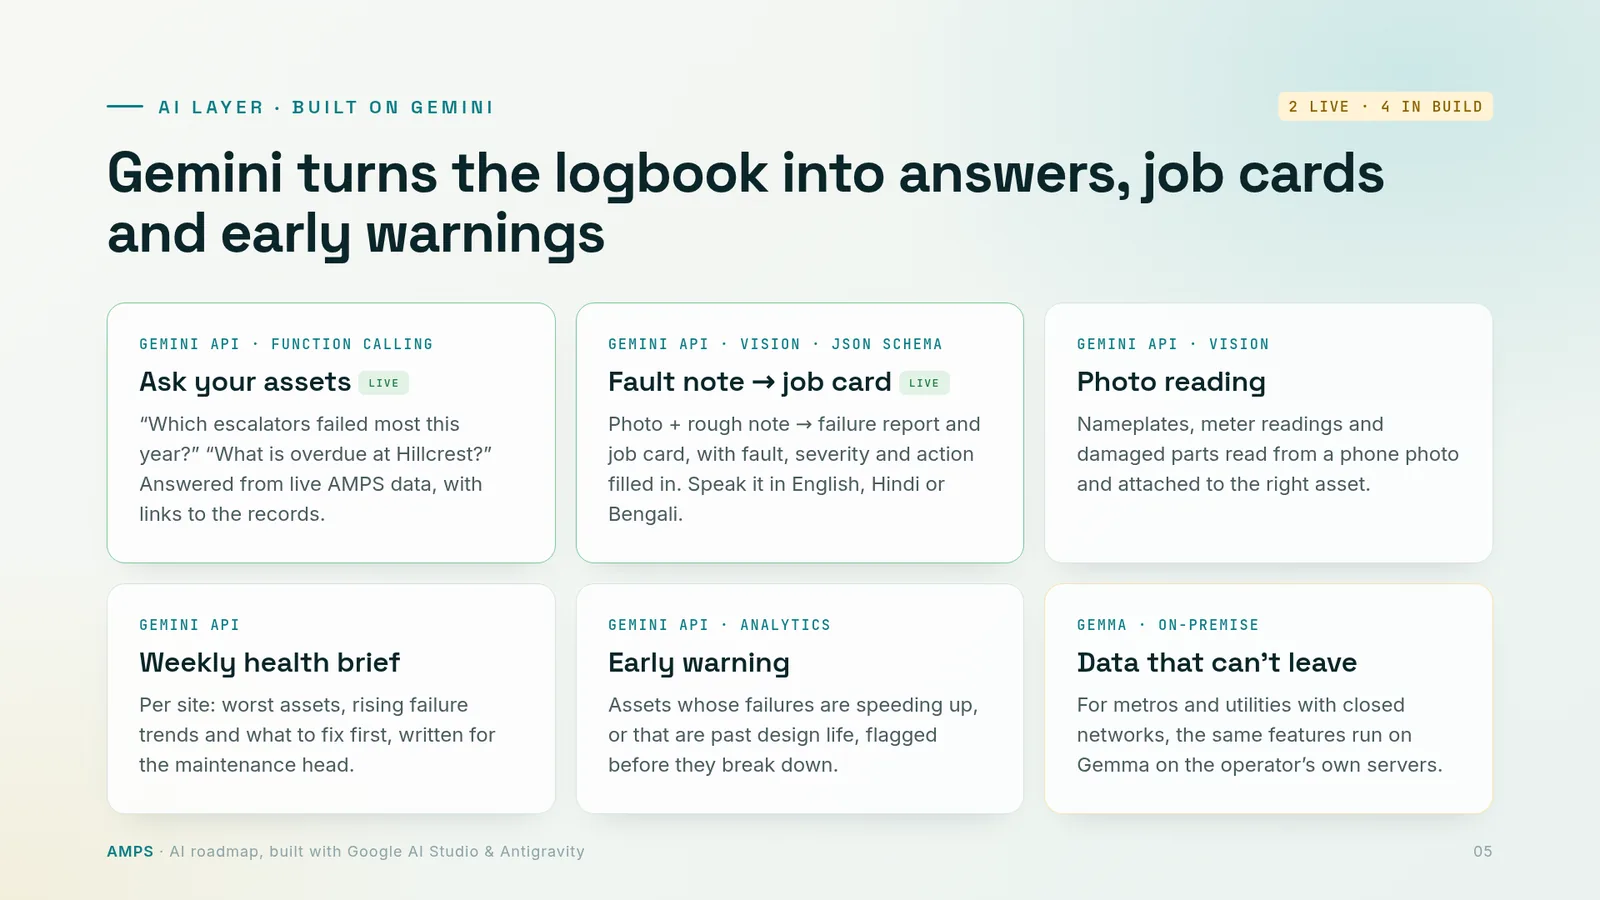 AI LAYER · BUILT ON GEMINI
2 LIVE · 4 IN BUILD
Gemini turns the logbook into answers, job cards
and early warnings
GEMINI API · FUNCTION CALLING
Ask your assets LIVE
“Which escalators failed most this
year?” “What is overdue at Hillcrest?”
Answered from live AMPS data, with
links to the records.
GEMINI API · VISION · JSON SCHEMA
Fault note → job card LIVE
Photo + rough note → failure report and
job card, with fault, severity and action
filled in. Speak it in English, Hindi or
Bengali.
GEMINI API · VISION
Photo reading
Nameplates, meter readings and
damaged parts read from a phone photo
and attached to the right asset.
GEMINI API
Weekly health brief
Per site: worst assets, rising failure
trends and what to fix first, written for
the maintenance head.
GEMINI API · ANALYTICS
Early warning
Assets whose failures are speeding up,
or that are past design life, flagged
before they break down.
GEMMA · ON-PREMISE
Data that can’t leave
For metros and utilities with closed
networks, the same features run on
Gemma on the operator’s own servers.
AMPS · AI roadmap, built with Google AI Studio & Antigravity
05